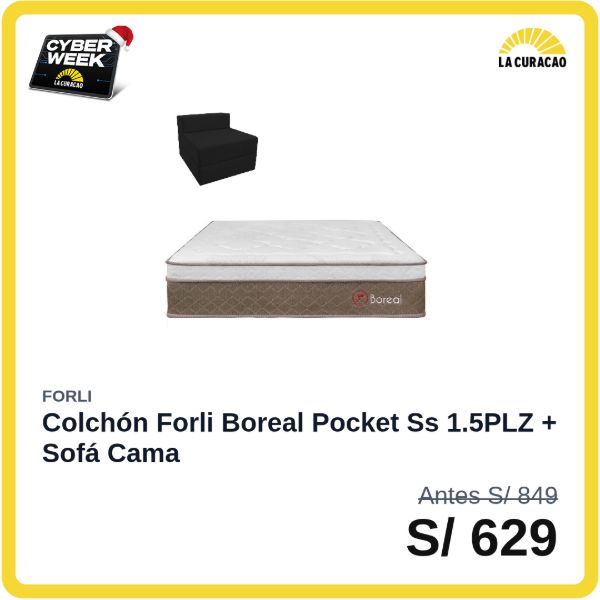 CYBER
WEEK
LA CURACAO
LA CURACAO
Boreal
FORLI
Colchón Forli Boreal Pocket Ss 1.5PLZ +
Sofá Cama
Antes S/ 849
S/ 629